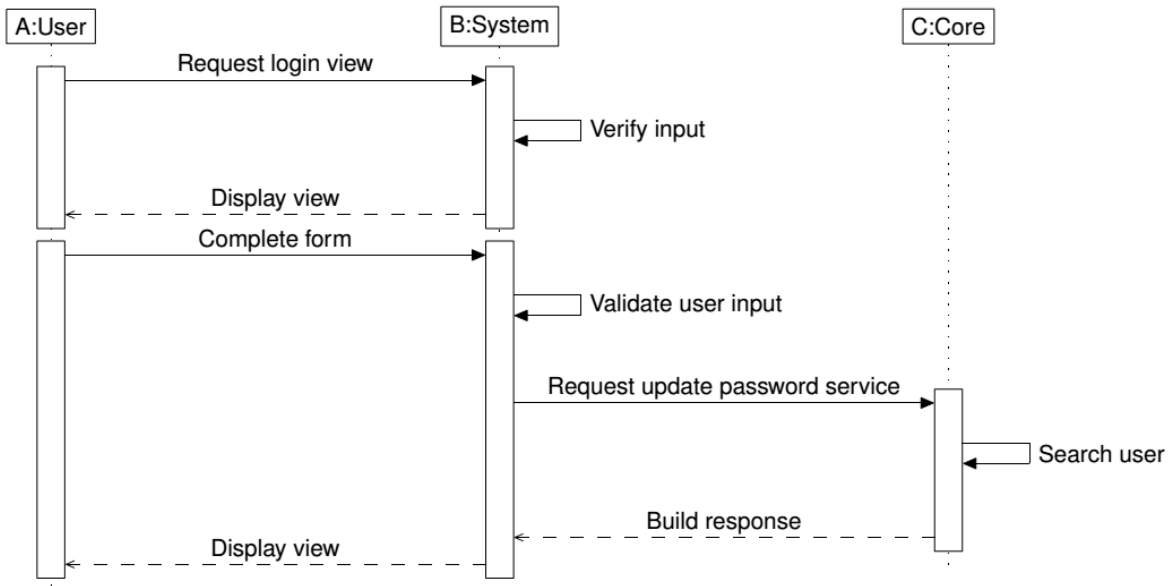 A:User
B:System
C:Core
Request login view
Verify input
Display view
Complete form
Validate user input
Request update password service
Search user
Build response
Display view